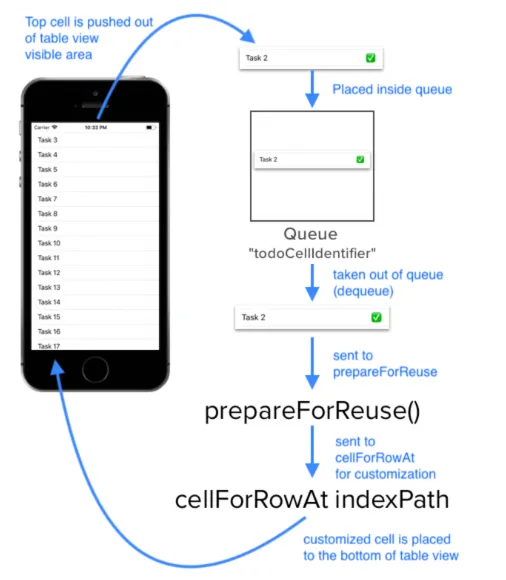 Top cell is pushed out
of table view
visible area
Task 2
Placed inside queue
Carrier
10:33 PM
Task 3
Task 4
Task 5
Task 6
Task 7
Task 8
Task 9
Task 10
Task 11
Task 12
Task 13
Task 14
Task 15
Task 16
Task 17
Task 2
Queue
"todoCellIdentifier"
taken out of queue
(dequeue)
Task 2
sent to
prepareForReuse
prepareForReuse()
sent to
cellForRowAt
for customization
cellForRowAt indexPath
customized cell is placed
to the bottom of table view